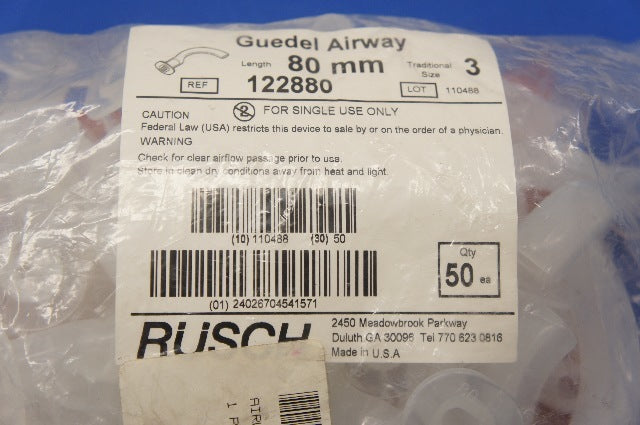 Guedel Airway
Length 80 mm Traditional Size 3
REF 122880 LOT 110488
CAUTION 2 FOR SINGLE USE ONLY
Federal Law (USA) restricts this device to sale by or on the order of a physician.
WARNING
Check for clear airflow passage prior to use.
Store in clean dry conditions away from heat and light.
(10) 110488 (30) 50
Qty
50 ea
(01) 24026704541571
RÜSCH
2450 Meadowbrook Parkway
Duluth GA 30096 Tel 770 623 0816
Made in U.S.A